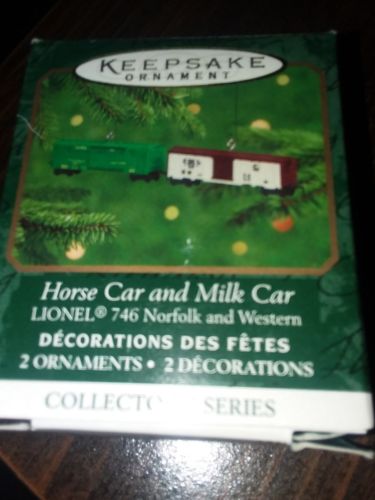 KEEPSAKE
ORNAMENT
Horse Car and Milk Car
LIONEL® 746 Norfolk and Western
DÉCORATIONS DES FÊTES
2 ORNAMENTS • 2 DÉCORATIONS
SERIES